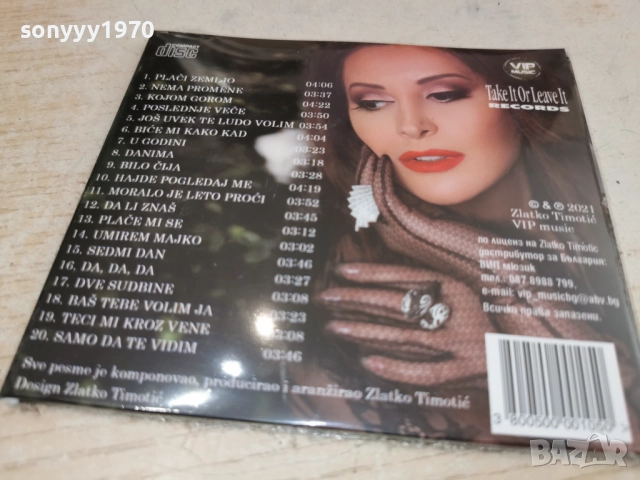 sonyyy1970
COMPACT
disc
VIP
MUSIC
Take It Or Leave It
RECORDS
1. PLAČI ZEMLJO 04:06
2. NEMA PROMENE 03:37
3. KOJOM GOROM 04:22
4. POSLEDNJE VEČE 03:50
5. JOŠ UVEK TE LUDO VOLIM 03:54
6. BIĆE MI KAKO KAD 04:04
7. U GODINI 03:23
8. DANIMA 03:18
9. BILO ČIJA 03:28
10. HAJDE POGLEDAJ ME 04:19
11. MORALO JE LETO PROĆI 03:52
12. DA LI ZNAŠ 03:45
13. PLAČE MI SE 03:12
14. UMIREM MAJKO 03:02
15. SEDMI DAN 03:46
16. DA, DA, DA 03:27
17. DVE SUDBINE 03:08
18. BAŠ TEBE VOLIM JA 03:23
19. TECI MI KROZ VENE 03:08
20. SAMO DA TE VIDIM 03:46
© & ℗ 2021
Zlatko Timotić
VIP music
по лиценз на Zlatko Timotic
дистрибутор за България:
ВИП мюзик
тел.: 087 8988 799.
e-mail: vip_musicbg@abv.bg
Всички права запазени.
Sve pesme je komponovao, producirao i aranžirao Zlatko Timotić
Design Zlatko Timotić
3 800500 001050 >
BAZAR